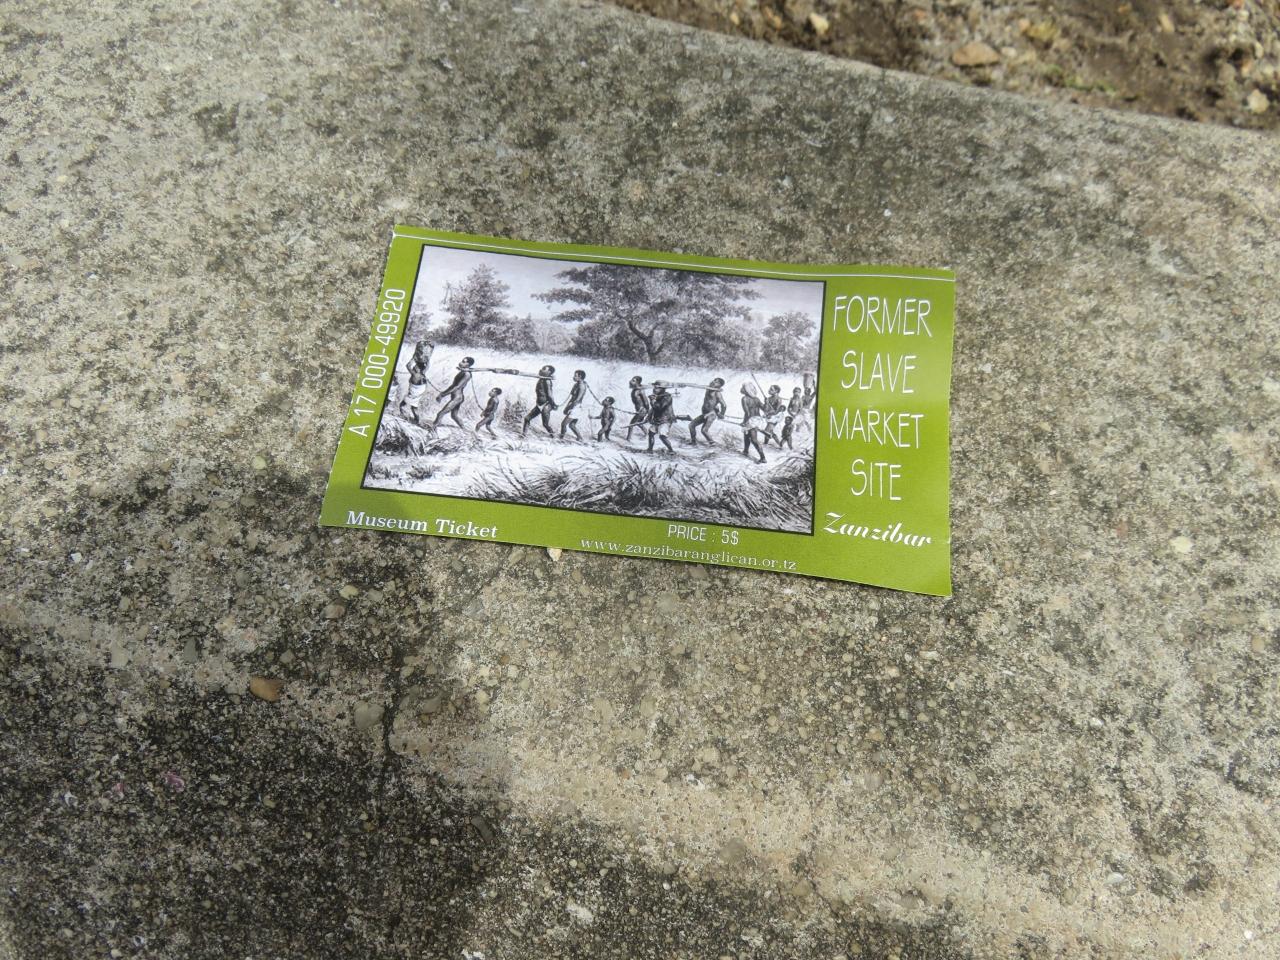 A 17 000-49920
FORMER
SLAVE
MARKET
SITE
Zanzibar
Museum Ticket
PRICE : 5$
www.zanzibaranglican.or.tz